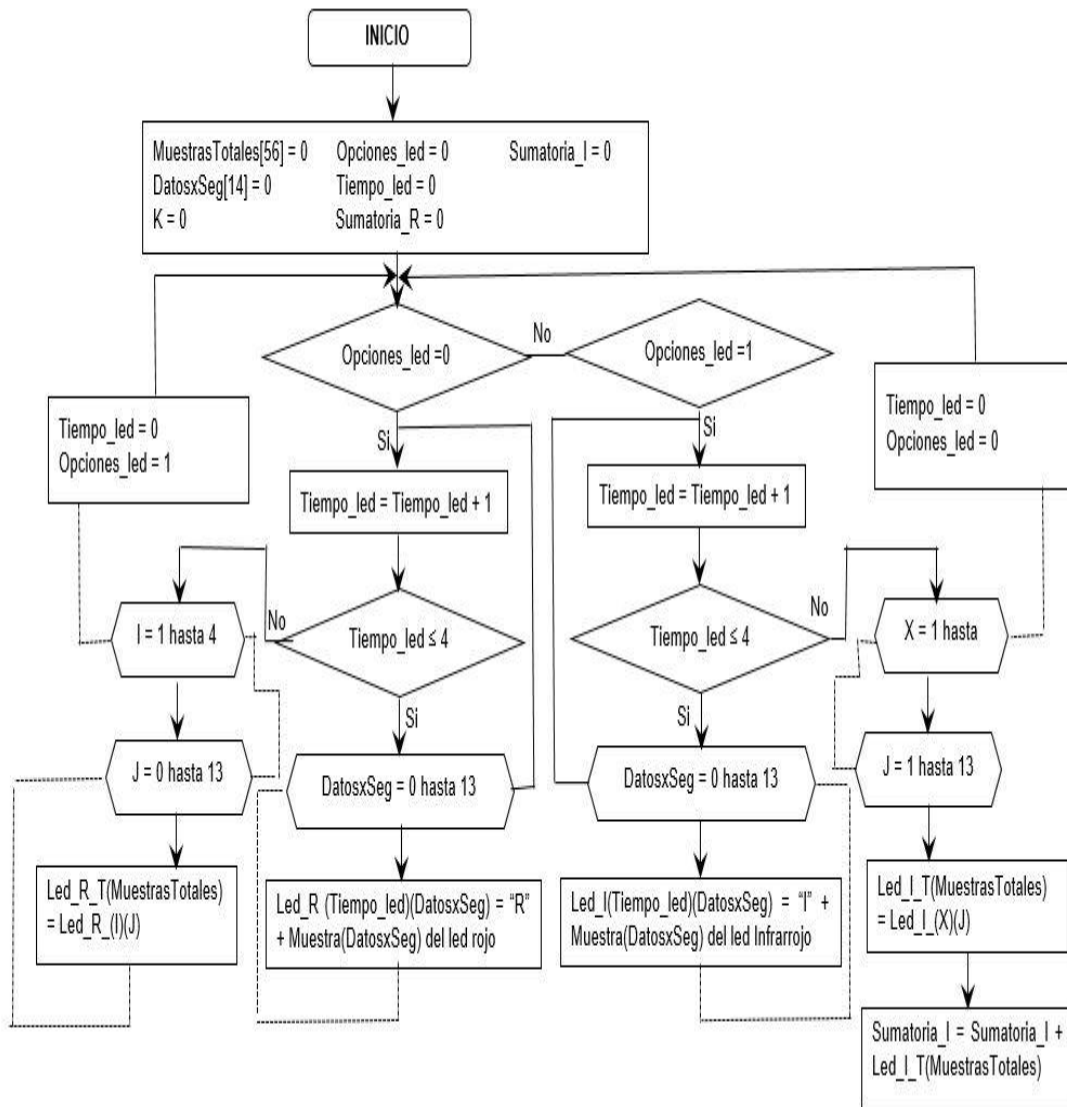 INICIO
MuestrasTotales[56] = 0 Opciones_led = 0 Sumatoria_I = 0
DatosxSeg[14] = 0 Tiempo_led = 0
K = 0 Sumatoria_R = 0
Opciones_led =0
No
Opciones_led =1
Tiempo_led = 0
Opciones_led = 1
Si
Si
Tiempo_led = 0
Opciones_led = 0
Tiempo_led = Tiempo_led + 1
Tiempo_led = Tiempo_led + 1
I = 1 hasta 4
No
Tiempo_led ≤ 4
Tiempo_led ≤ 4
No
X = 1 hasta
Si
Si
J = 0 hasta 13
DatosxSeg = 0 hasta 13
DatosxSeg = 0 hasta 13
J = 1 hasta 13
Led_R_T(MuestrasTotales)
= Led_R_(I)(J)
Led_R (Tiempo_led)(DatosxSeg) = “R”
+ Muestra(DatosxSeg) del led rojo
Led_I(Tiempo_led)(DatosxSeg) = “I” +
Muestra(DatosxSeg) del led Infrarrojo
Led_I_T(MuestrasTotales)
= Led_I_(X)(J)
Sumatoria_I = Sumatoria_I +
Led_I_T(MuestrasTotales)